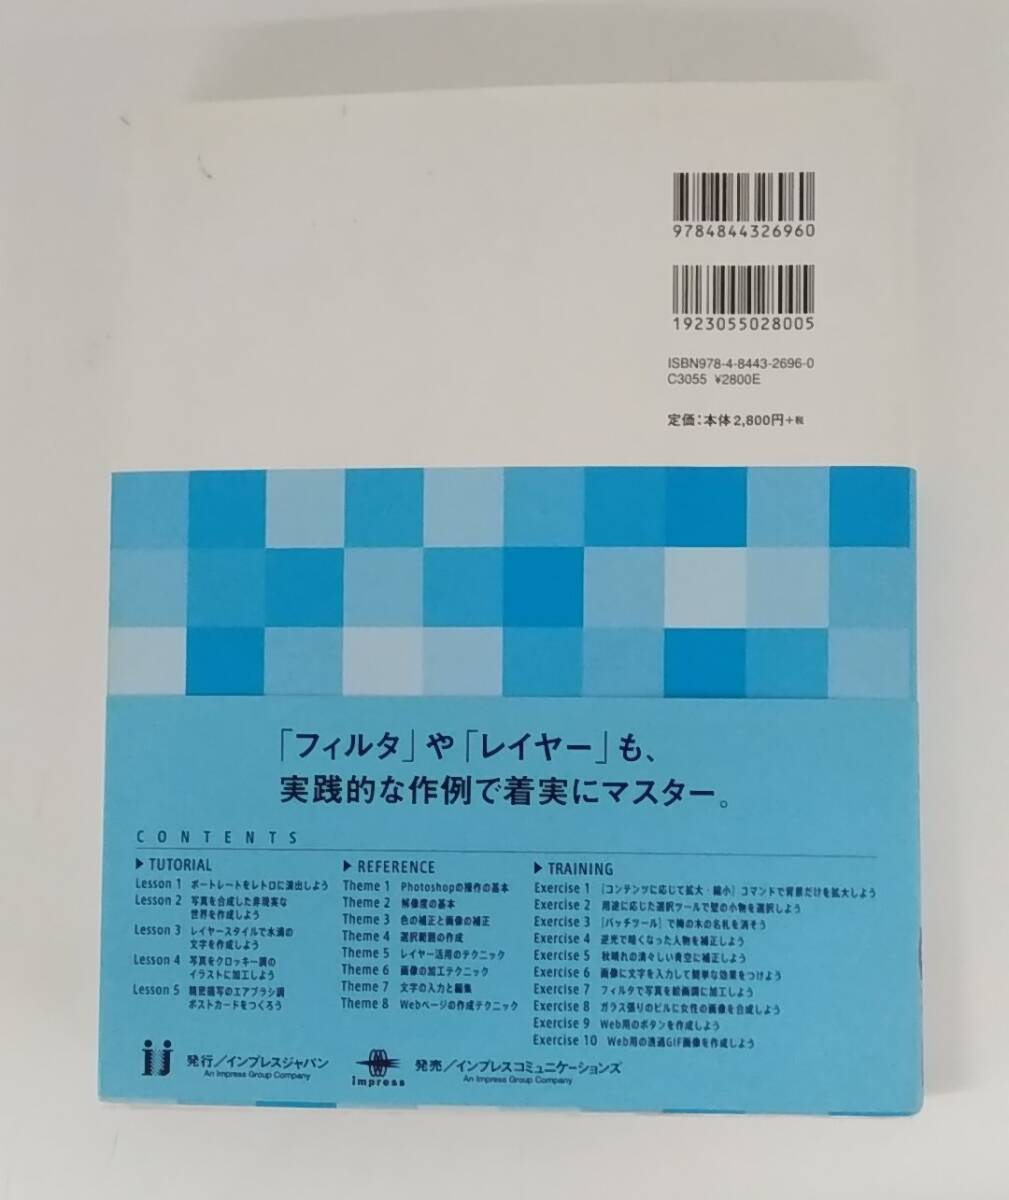 9784844326960
1923055028005
ISBN978-4-8443-2696-0
C3055 ¥2800E
定価：本体2,800円+税
「フィルタ」や「レイヤー」も、
実践的な作例で着実にマスター。
CONTENTS
▶ TUTORIAL
Lesson 1 ポートレートをレトロに演出しよう
Lesson 2 写真を合成した非現実な
世界を作成しよう
Lesson 3 レイヤースタイルで水滴の
文字を作成しよう
Lesson 4 写真をクロッキー調の
イラストに加工しよう
Lesson 5 精密描写のエアブラシ調
ポストカードをつくろう
▶ REFERENCE
Theme 1 Photoshopの操作の基本
Theme 2 解像度の基本
Theme 3 色の補正と画像の補正
Theme 4 選択範囲の作成
Theme 5 レイヤー活用のテクニック
Theme 6 画像の加工テクニック
Theme 7 文字の入力と編集
Theme 8 Webページの作成テクニック
▶ TRAINING
Exercise 1 [コンテンツに応じて拡大・縮小] コマンドで背景だけを拡大しよう
Exercise 2 用途に応じた選択ツールで壁の小物を選択しよう
Exercise 3 [パッチツール] で梅の木の名札を消そう
Exercise 4 逆光で暗くなった人物を補正しよう
Exercise 5 秋晴れの清々しい青空に補正しよう
Exercise 6 画像に文字を入力して簡単な効果をつけよう
Exercise 7 フィルタで写真を絵画調に加工しよう
Exercise 8 ガラス張りのビルに女性の画像を合成しよう
Exercise 9 Web用のボタンを作成しよう
Exercise 10 Web用の透過GIF画像を作成しよう
ij 発行／インプレスジャパン
An Impress Group Company
impress 発売／インプレスコミュニケーションズ
An Impress Group Company